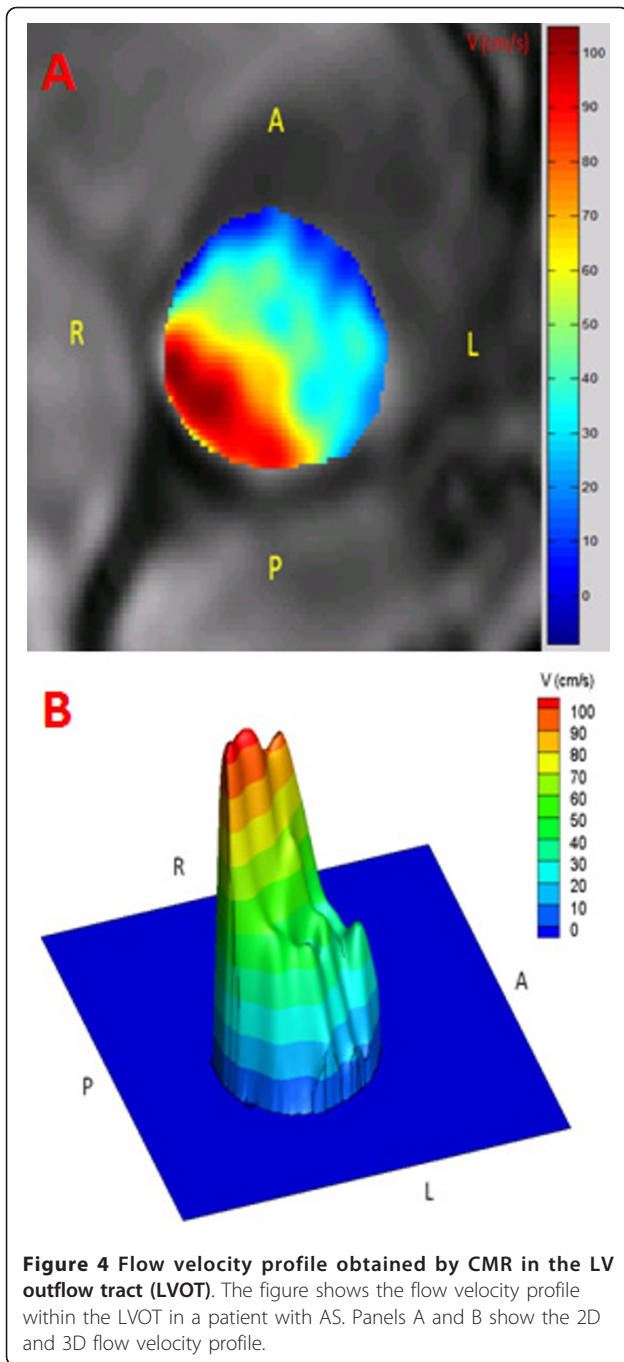 A
V (cm/s)
A
R
L
P
100
90
80
70
60
50
40
30
20
10
0
B
V (cm/s)
100
90
80
70
60
50
40
30
20
10
0
R
A
P
L
Figure 4 Flow velocity profile obtained by CMR in the LV
outflow tract (LVOT). The figure shows the flow velocity profile
within the LVOT in a patient with AS. Panels A and B show the 2D
and 3D flow velocity profile.